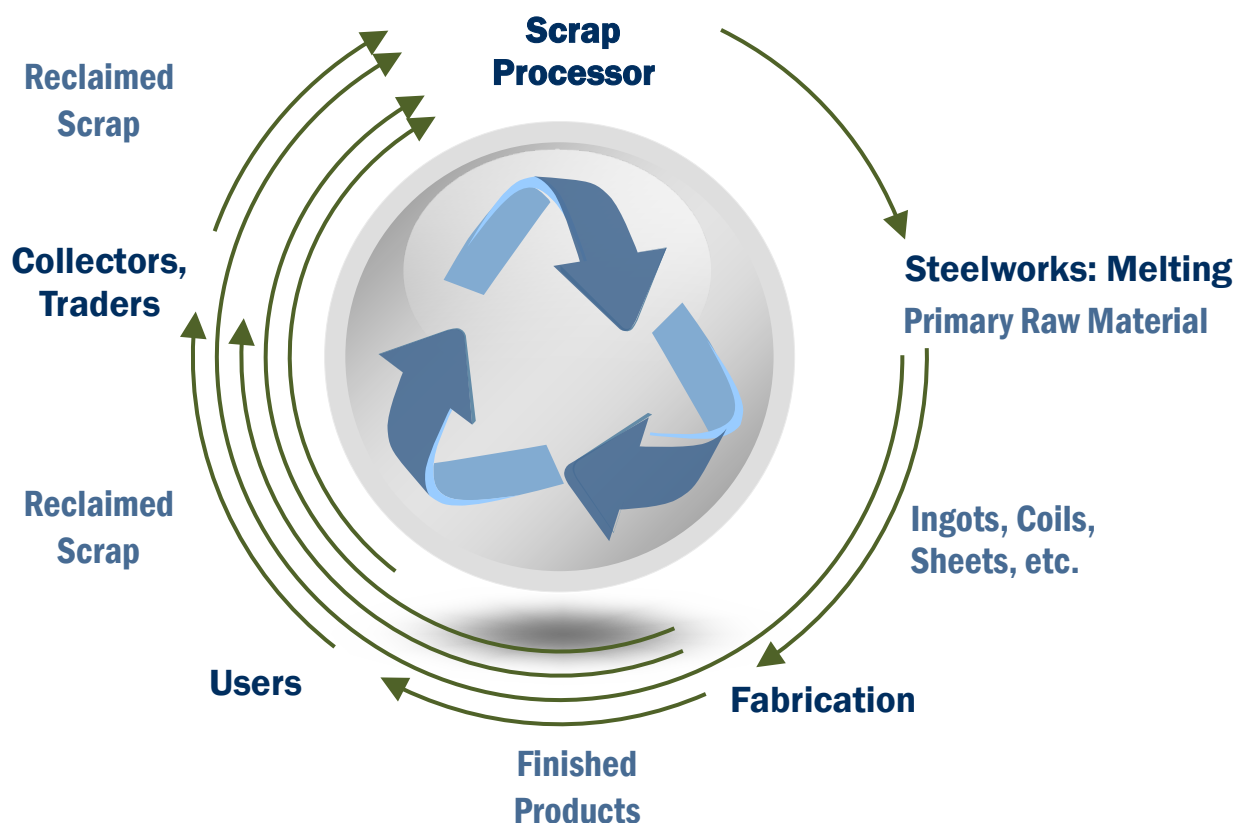 Scrap
Processor
Reclaimed
Scrap
Collectors,
Traders
Steelworks: Melting
Primary Raw Material
Reclaimed
Scrap
Ingots, Coils,
Sheets, etc.
Users
Fabrication
Finished
Products